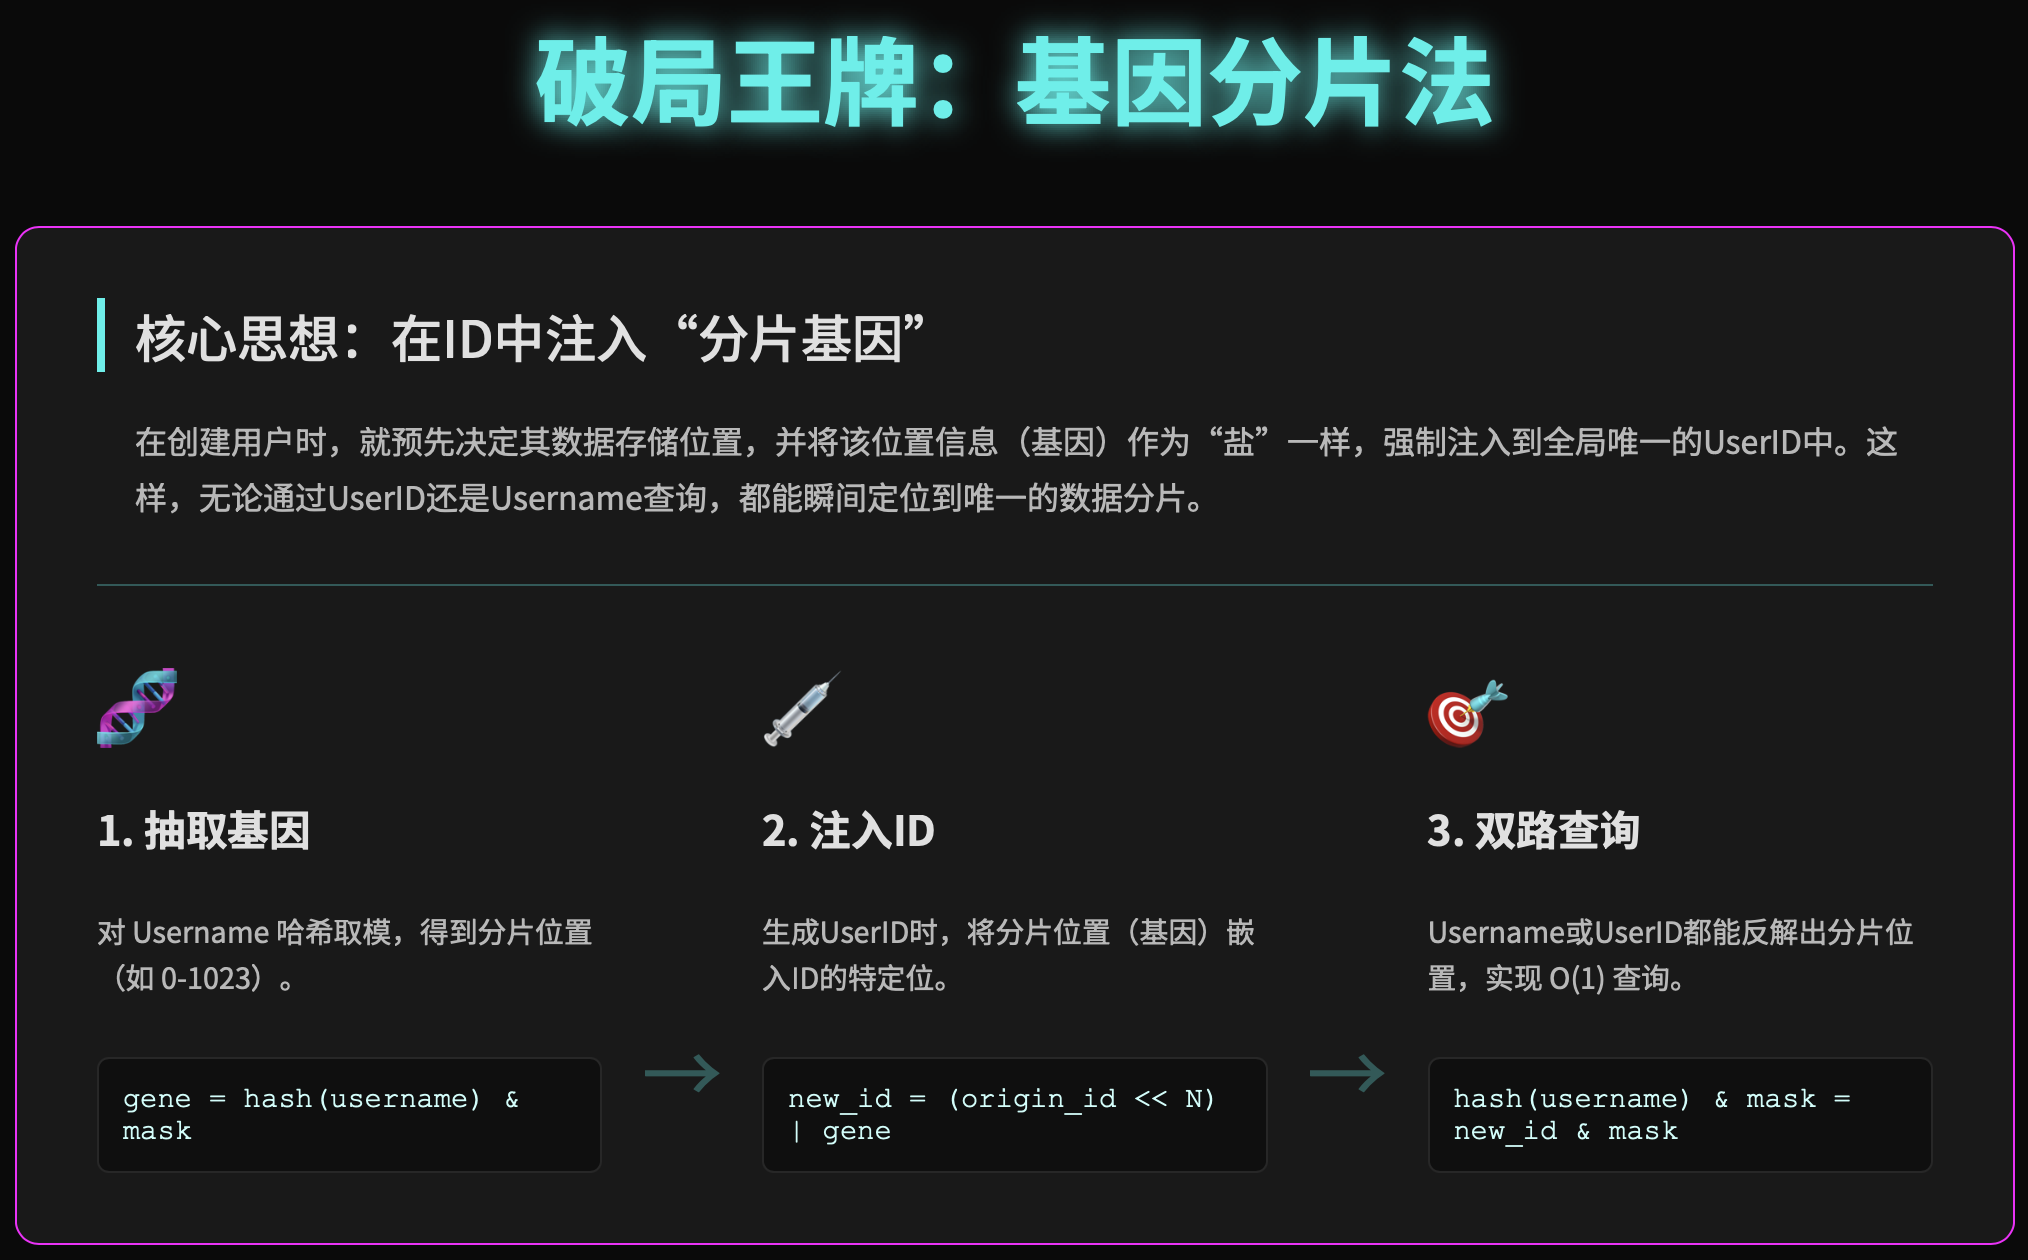 破局王牌：基因分片法
核心思想：在ID中注入“分片基因”
在创建用户时，就预先决定其数据存储位置，并将该位置信息（基因）作为“盐”一样，强制注入到全局唯一的UserID中。这
样，无论通过UserID还是Username查询，都能瞬间定位到唯一的数据分片。
1. 抽取基因
对 Username 哈希取模，得到分片位置
（如 0-1023）。
gene = hash(username) &
mask
2. 注入ID
生成UserID时，将分片位置（基因）嵌
入ID的特定位。
new_id = (origin_id << N)
| gene
3. 双路查询
Username或UserID都能反解出分片位
置，实现 O(1) 查询。
hash(username) & mask =
new_id & mask